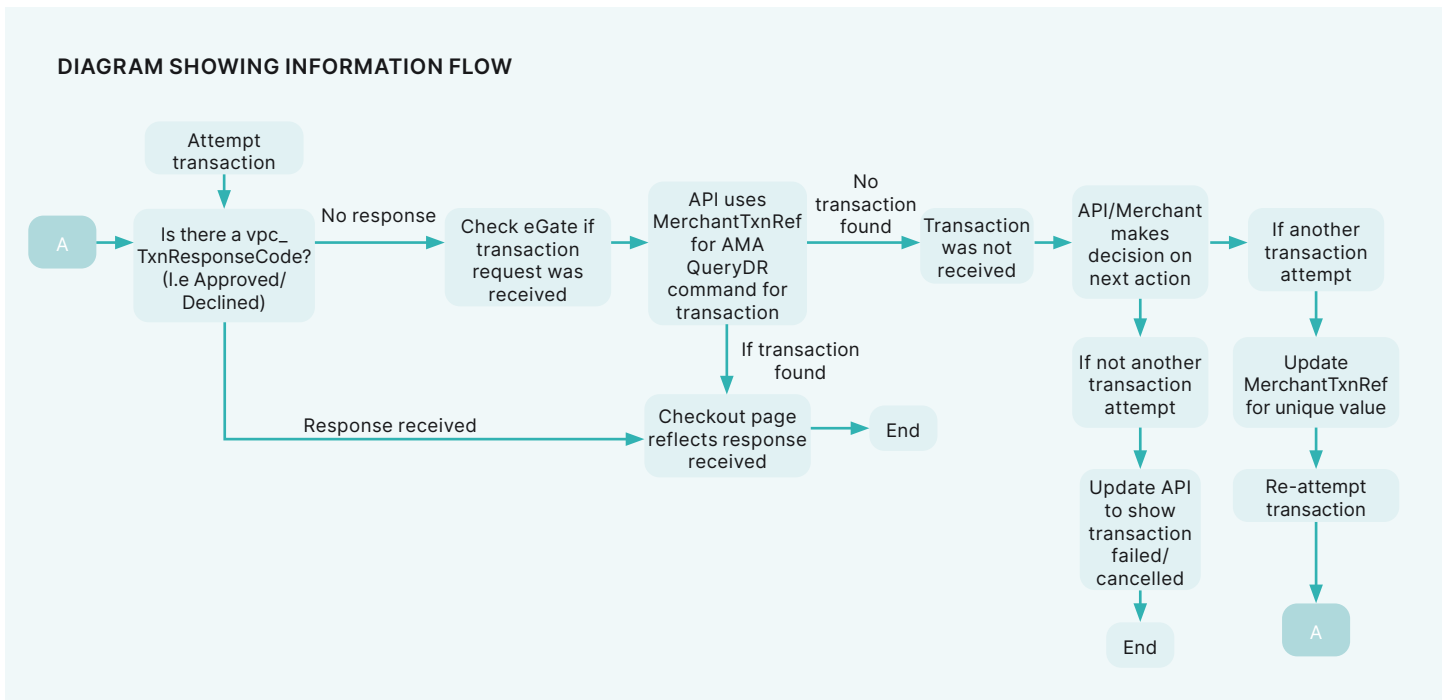 DIAGRAM SHOWING INFORMATION FLOW
Attempt
transaction
A
Is there a vpc_
TxnResponseCode?
(I.e Approved/
Declined)
No response
Check eGate if
transaction
request was
received
API uses
MerchantTxnRef
for AMA
QueryDR
command for
transaction
No
transaction
found
Transaction
was not
received
API/Merchant
makes
decision on
next action
If another
transaction
attempt
If transaction
found
Response received
Checkout page
reflects response
received
End
If not another
transaction
attempt
Update API
to show
transaction
failed/
cancelled
End
Update
MerchantTxnRef
for unique value
Re-attempt
transaction
A